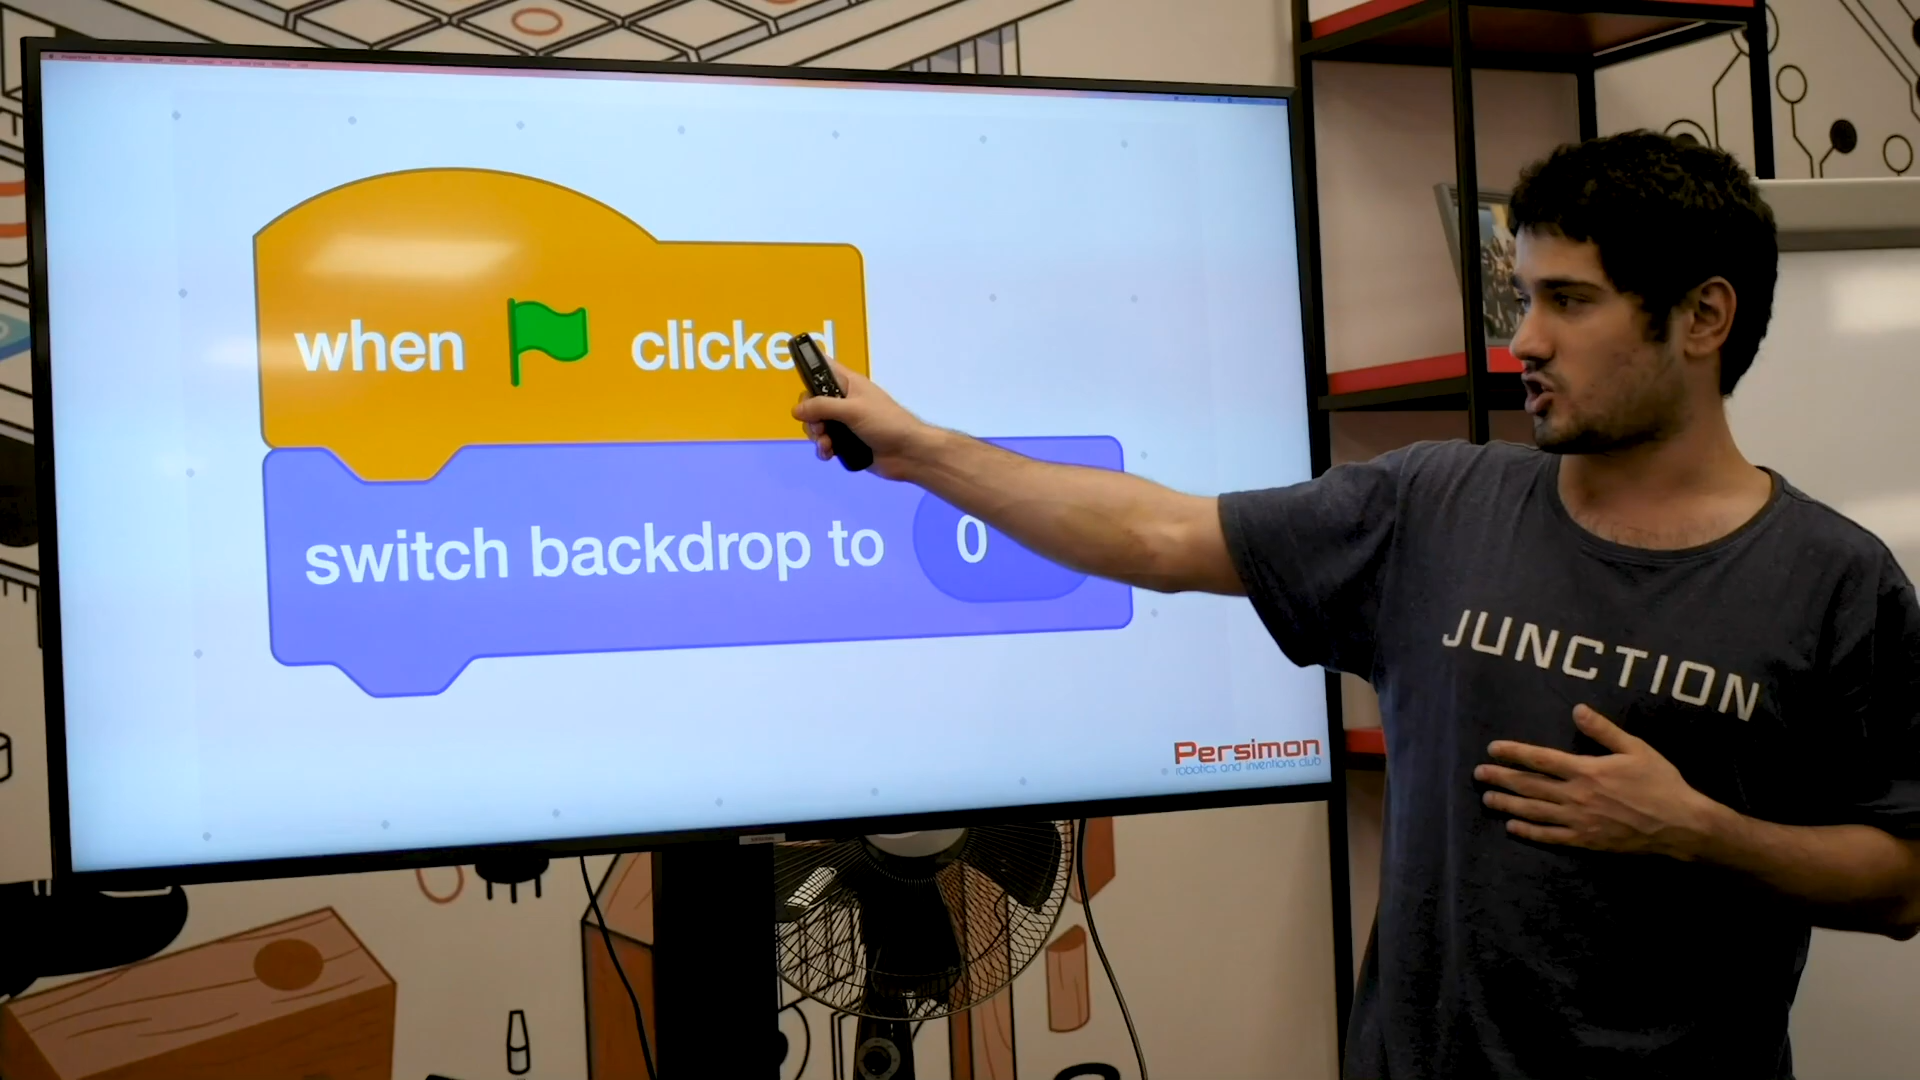 when clicked
switch backdrop to 0
JUNCTION
Persimon
robotics and inventions club